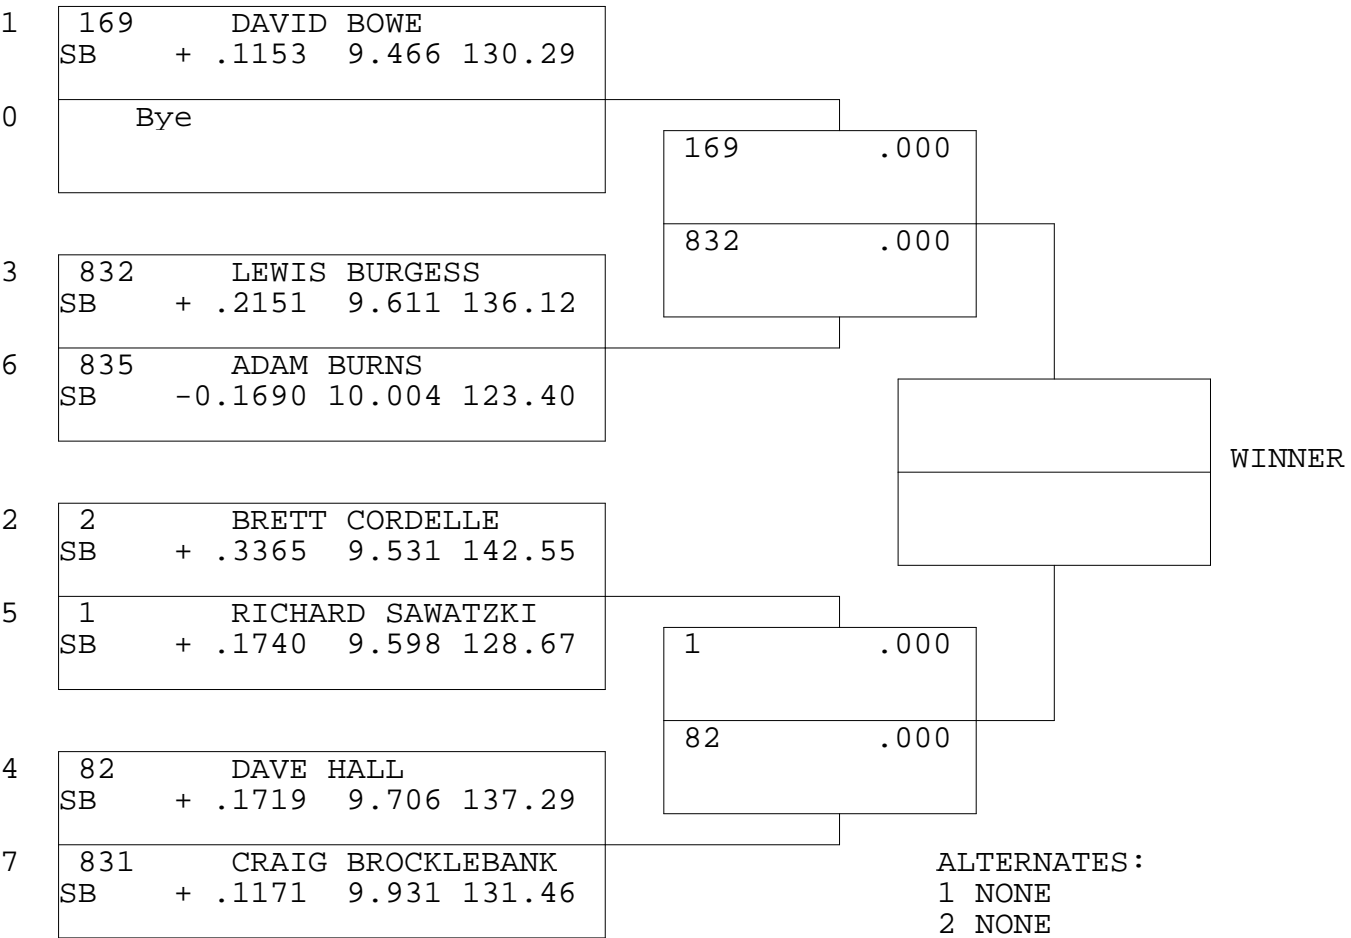 1 169 DAVID BOWE
SB + .1153 9.466 130.29
0 Bye
169 .000
832 .000
3 832 LEWIS BURGESS
SB + .2151 9.611 136.12
6 835 ADAM BURNS
SB -0.1690 10.004 123.40
WINNER
2 2 BRETT CORDELLE
SB + .3365 9.531 142.55
5 1 RICHARD SAWATZKI
SB + .1740 9.598 128.67
1 .000
82 .000
4 82 DAVE HALL
SB + .1719 9.706 137.29
7 831 CRAIG BROCKLEBANK
SB + .1171 9.931 131.46
ALTERNATES:
1 NONE
2 NONE